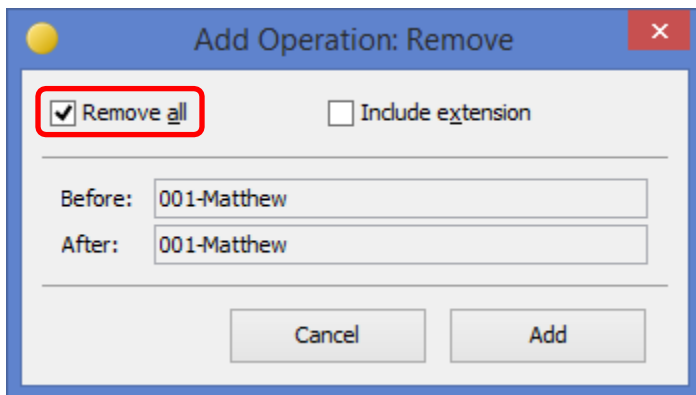 Add Operation: Remove
Remove all
Include extension
Before: 001-Matthew
After: 001-Matthew
Cancel
Add